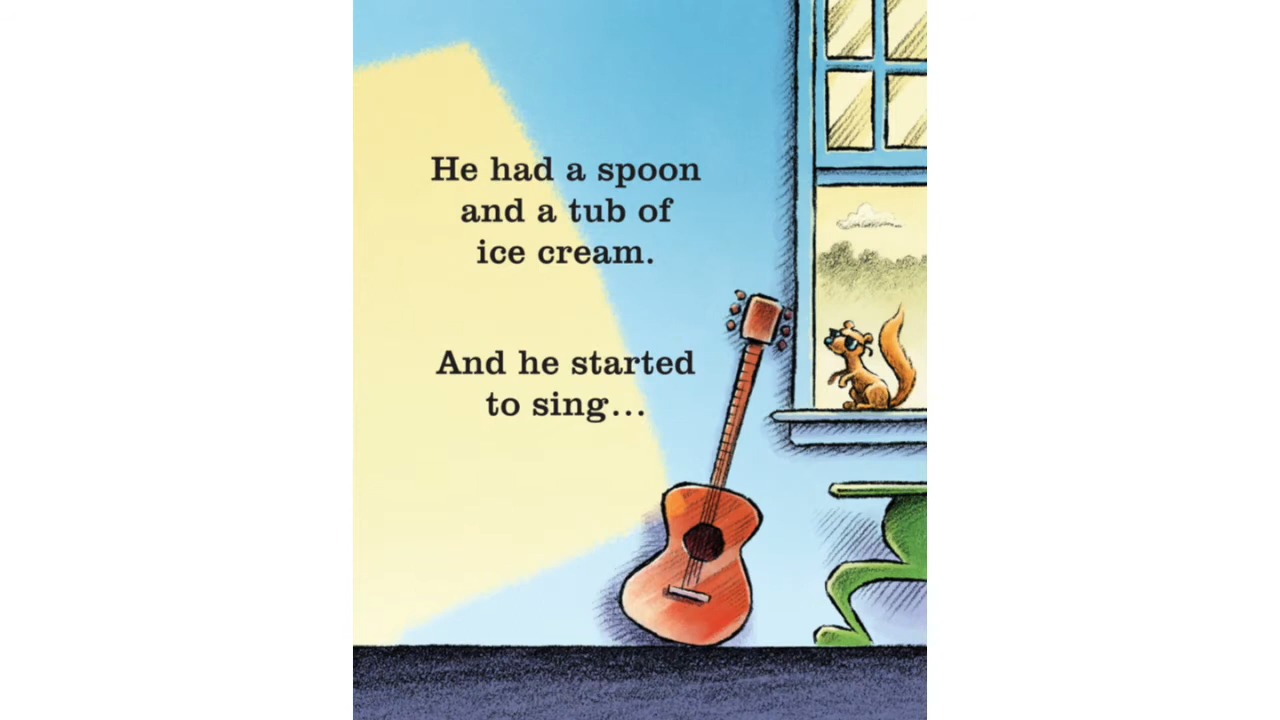 He had a spoon
and a tub of
ice cream.
And he started
to sing...